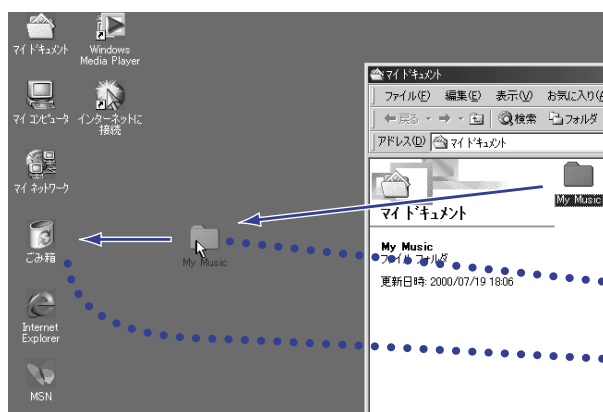 マイ ドキュメント
Windows
Media Player
マイ コンピュータ
インターネットに
接続
マイ ネットワーク
ごみ箱
Internet
Explorer
MSN
My Music
マイ ドキュメント
ファイル(F) 編集(E) 表示(V) お気に入り(A
戻る 検索 フォルダ
アドレス(D) マイ ドキュメント
My Music
マイ ドキュメント
My Music
ファイル フォルダ
更新日時: 2000/07/19 18:06